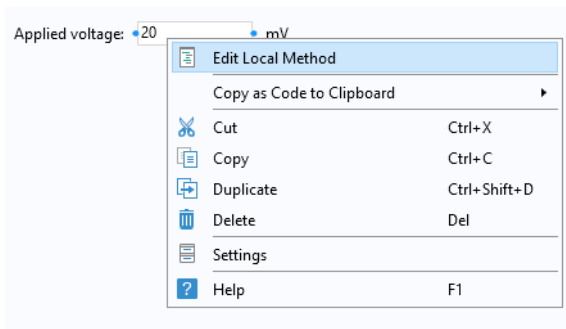 Applied voltage: 20 mV
Edit Local Method
Copy as Code to Clipboard
Cut Ctrl+X
Copy Ctrl+C
Duplicate Ctrl+Shift+D
Delete Del
Settings
? Help F1